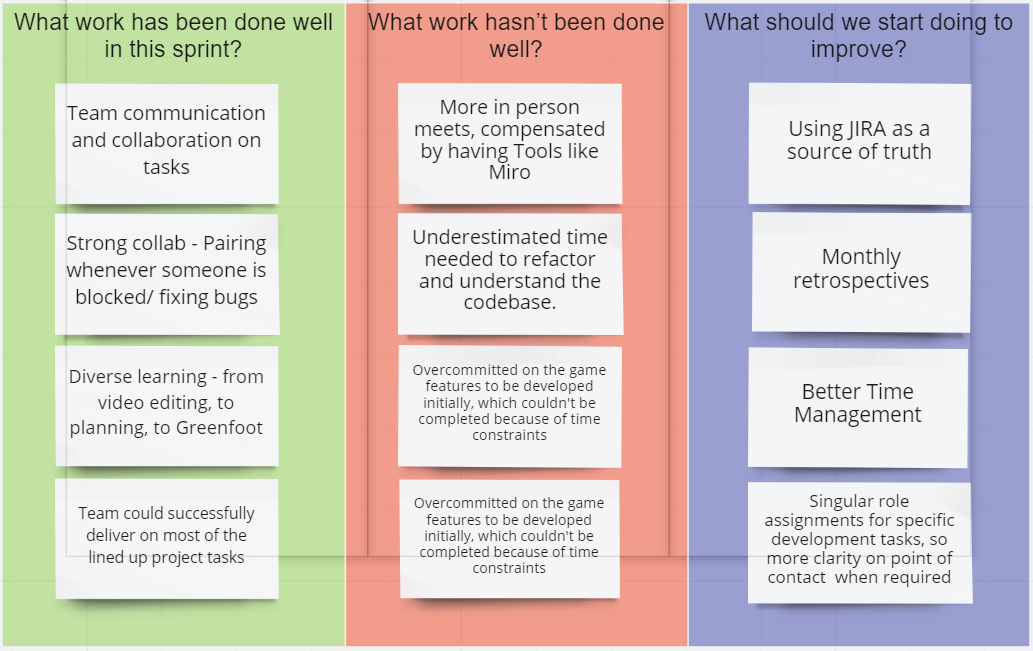 What work has been done well
in this sprint?
Team communication
and collaboration on
tasks
Strong collab - Pairing
whenever someone is
blocked/ fixing bugs
Diverse learning - from
video editing, to
planning, to Greenfoot
Team could successfully
deliver on most of the
lined up project tasks
What work hasn’t been done
well?
More in person
meets, compensated
by having Tools like
Miro
Underestimated time
needed to refactor
and understand the
codebase.
Overcommitted on the game
features to be developed
initially, which couldn't be
completed because of time
constraints
Overcommitted on the game
features to be developed
initially, which couldn't be
completed because of time
constraints
What should we start doing to
improve?
Using JIRA as a
source of truth
Monthly
retrospectives
Better Time
Management
Singular role
assignments for specific
development tasks, so
more clarity on point of
contact when required